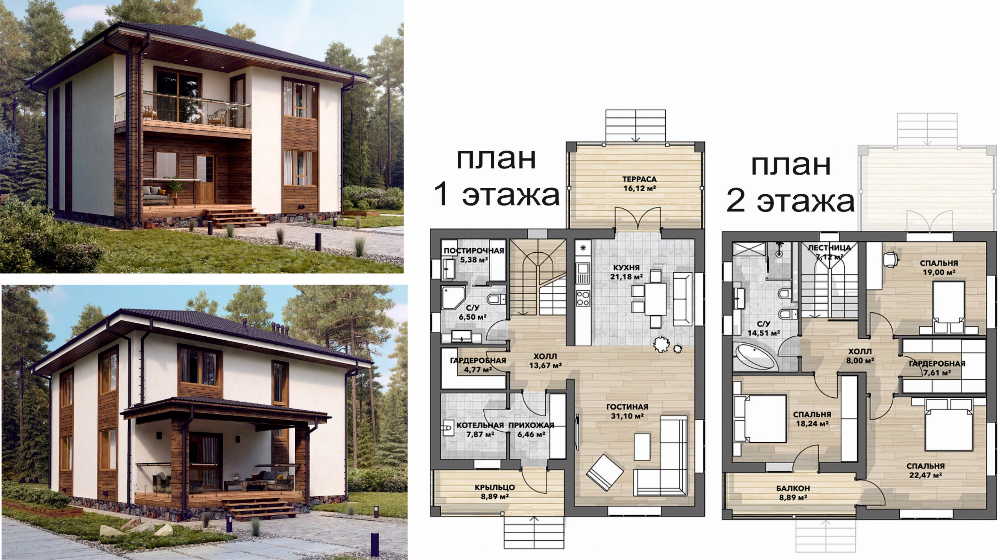 план
1 этажа
ТЕРРАСА
16,12 м²
ПОСТИРОЧНАЯ
5,38 м²
КУХНЯ
21,18 м²
С/У
6,50 м²
ГАРДЕРОБНАЯ
4,77 м²
ХОЛЛ
13,67 м²
ГОСТИНАЯ
31,10 м²
КОТЕЛЬНАЯ
7,87 м²
ПРИХОЖАЯ
6,46 м²
КРЫЛЬЦО
8,89 м²
план
2 этажа
ЛЕСТНИЦА
7,12 м²
СПАЛЬНЯ
19,00 м²
С/У
14,51 м²
ХОЛЛ
8,00 м²
ГАРДЕРОБНАЯ
7,61 м²
СПАЛЬНЯ
18,24 м²
СПАЛЬНЯ
22,47 м²
БАЛКОН
8,89 м²